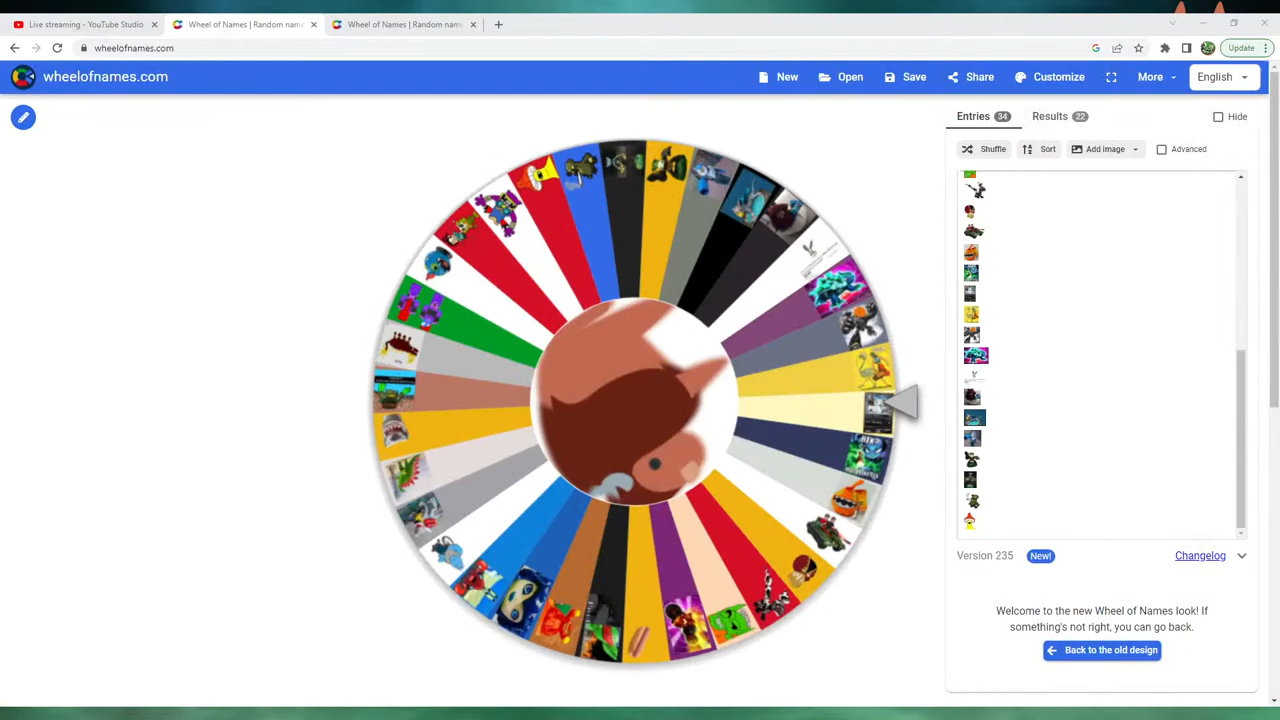 Live streaming - YouTube Studio
Wheel of Names | Random name
Wheel of Names | Random name
wheelofnames.com
Update
wheelofnames.com
New
Open
Save
Share
Customize
More
English
Entries 34
Results 22
Hide
Shuffle
Sort
Add image
Advanced
Version 235
New!
Changelog
Welcome to the new Wheel of Names look! If
something's not right, you can go back.
Back to the old design